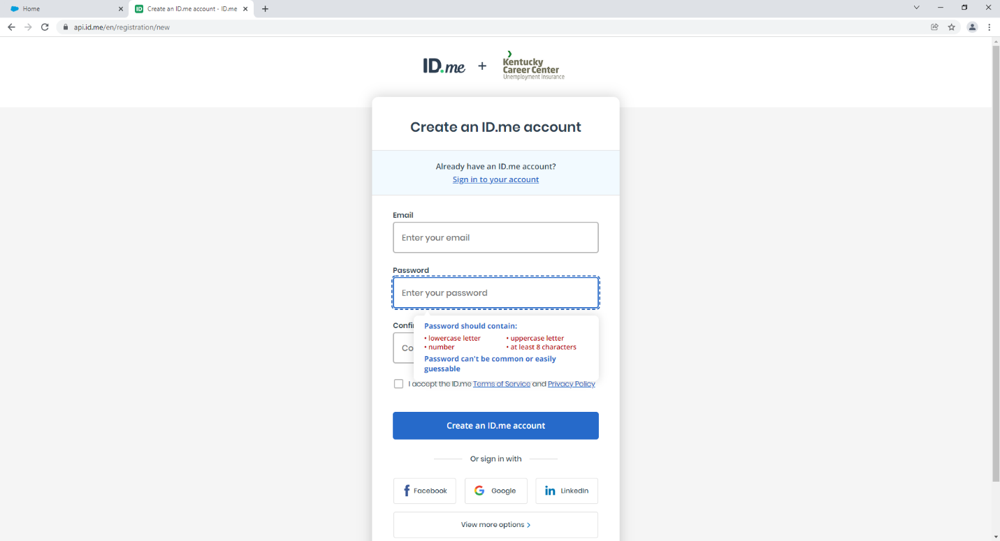 Home
Create an ID.me account - ID.me
api.id.me/en/registration/new
ID.me
+
Kentucky
Career Center
Unemployment Insurance
Create an ID.me account
Already have an ID.me account?
Sign in to your account
Email
Enter your email
Password
Enter your password
Confi
Co
Password should contain:
• lowercase letter • uppercase letter
• number • at least 8 characters
Password can't be common or easily
guessable
I accept the ID.me Terms of Service and Privacy Policy
Create an ID.me account
Or sign in with
Facebook Google LinkedIn
View more options